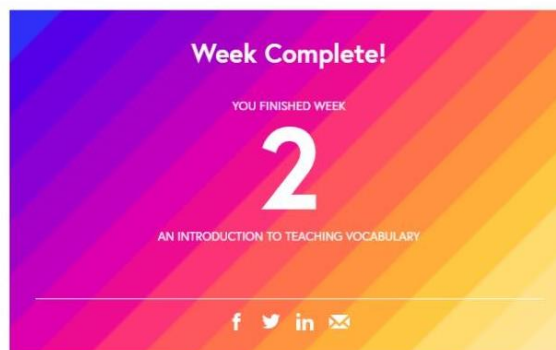 Week Complete!
YOU FINISHED WEEK
2
AN INTRODUCTION TO TEACHING VOCABULARY